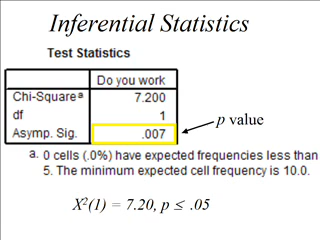 Inferential Statistics
Test Statistics
Do you work
Chi-Square a 7.200
df 1
Asymp. Sig. .007
p value
a. 0 cells (.0%) have expected frequencies less than
5. The minimum expected cell frequency is 10.0.
X²(1) = 7.20, p ≤ .05